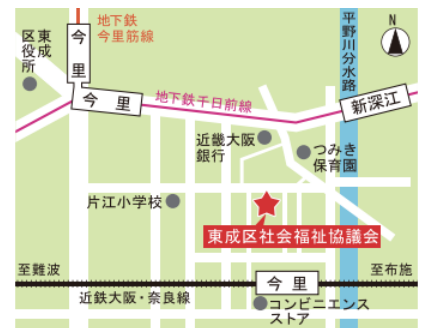 地下鉄
今里筋線
平野川分水路
N
東成
区役所
今里
今里
地下鉄千日前線
新深江
近畿大阪
銀行
つみき
保育園
片江小学校
東成区社会福祉協議会
至難波
今里
至布施
近鉄大阪・奈良線
コンビニエンス
ストア